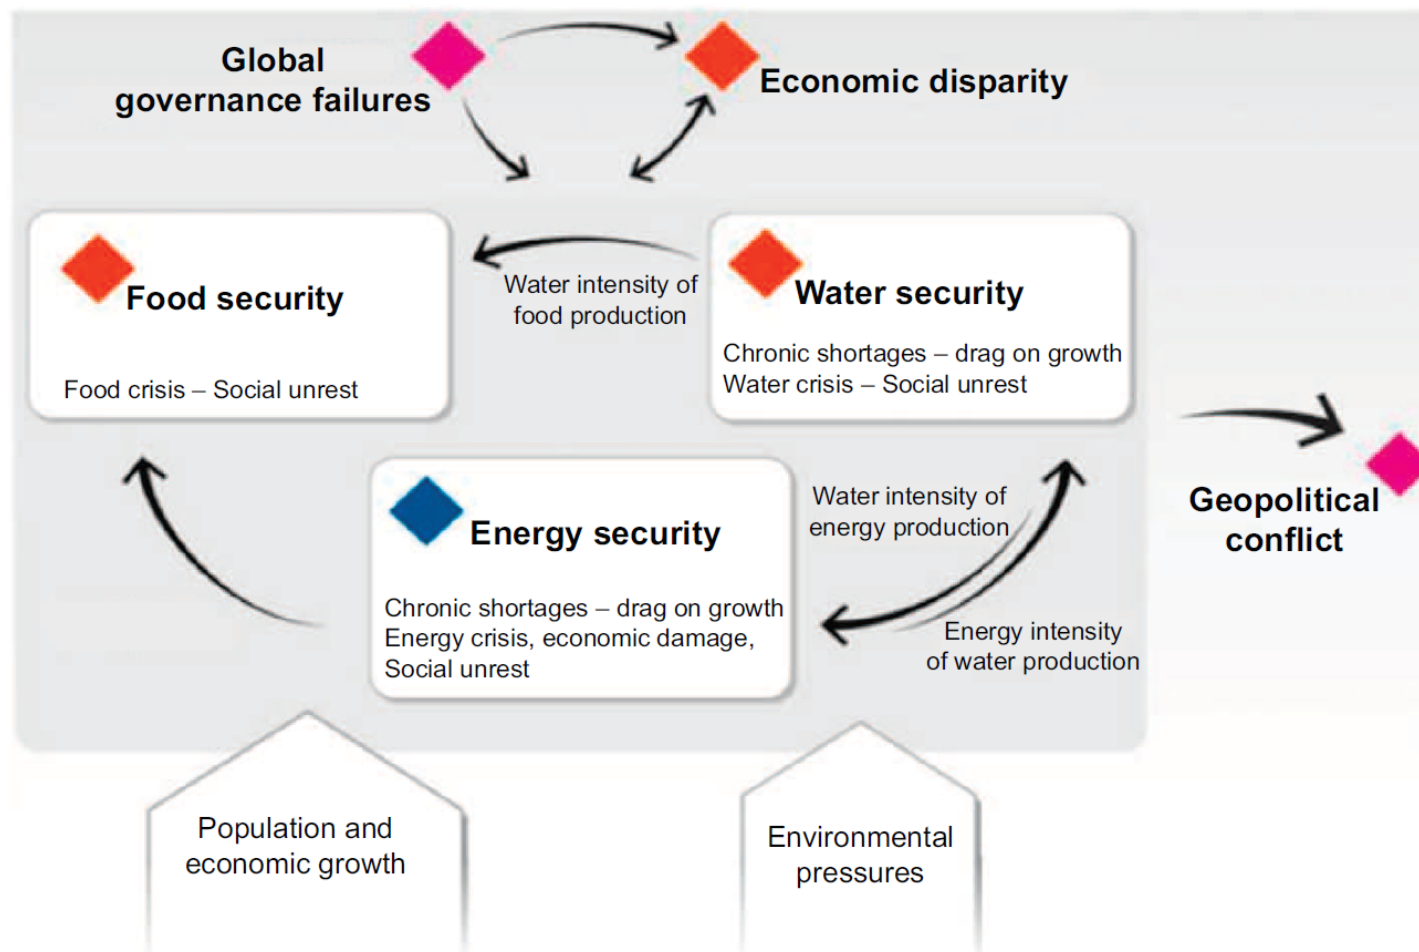 Global
governance failures
Economic disparity
Food security
Food crisis – Social unrest
Water intensity of
food production
Water security
Chronic shortages – drag on growth
Water crisis – Social unrest
Energy security
Chronic shortages – drag on growth
Energy crisis, economic damage,
Social unrest
Water intensity of
energy production
Energy intensity
of water production
Geopolitical
conflict
Population and
economic growth
Environmental
pressures